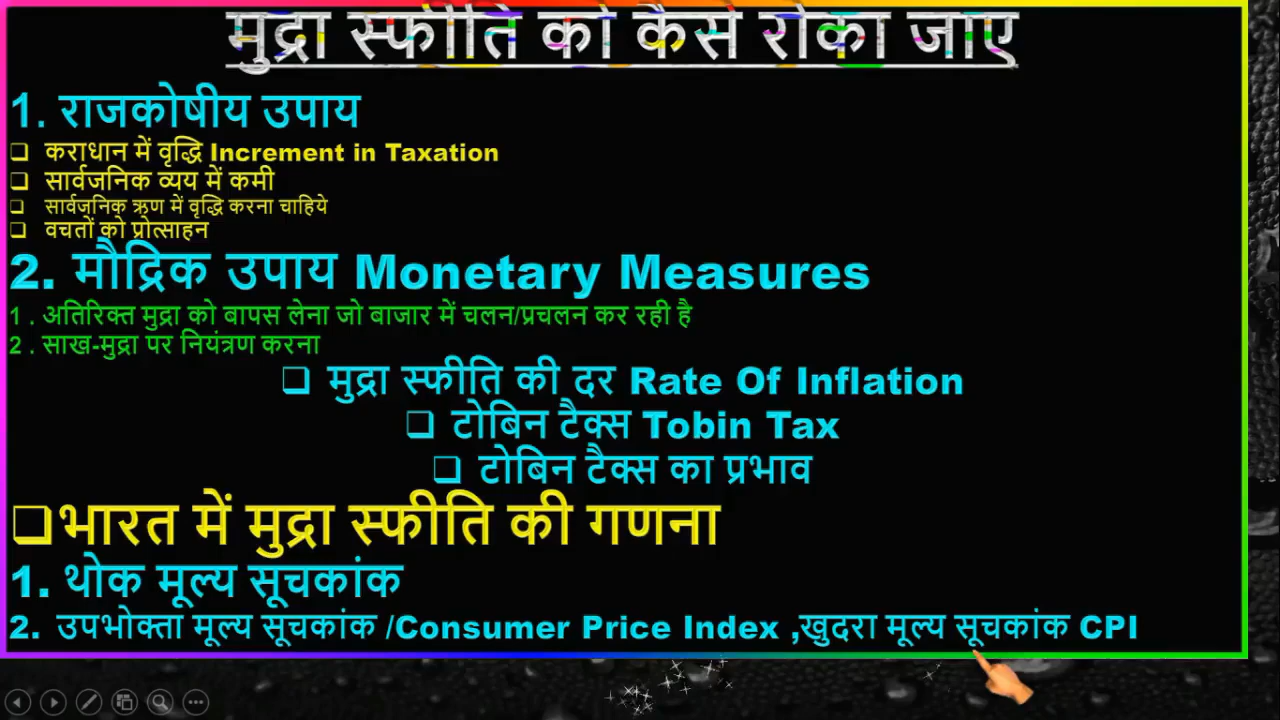 मुद्रा स्फीति को कैसे रोका जाए
1. राजकोषीय उपाय
❑ कराधान में वृद्धि Increment in Taxation
❑ सार्वजनिक व्यय में कमी
❑ सार्वजनिक ऋण में वृद्धि करना चाहिये
❑ वचतों को प्रोत्साहन
2. मौद्रिक उपाय Monetary Measures
1 . अतिरिक्त मुद्रा को वापस लेना जो बाजार में चलन/प्रचलन कर रही है
2 . साख-मुद्रा पर नियंत्रण करना
❑ मुद्रा स्फीति की दर Rate Of Inflation
❑ टोबिन टैक्स Tobin Tax
❑ टोबिन टैक्स का प्रभाव
❑भारत में मुद्रा स्फीति की गणना
1. थोक मूल्य सूचकांक
2. उपभोक्ता मूल्य सूचकांक /Consumer Price Index ,खुदरा मूल्य सूचकांक CPI